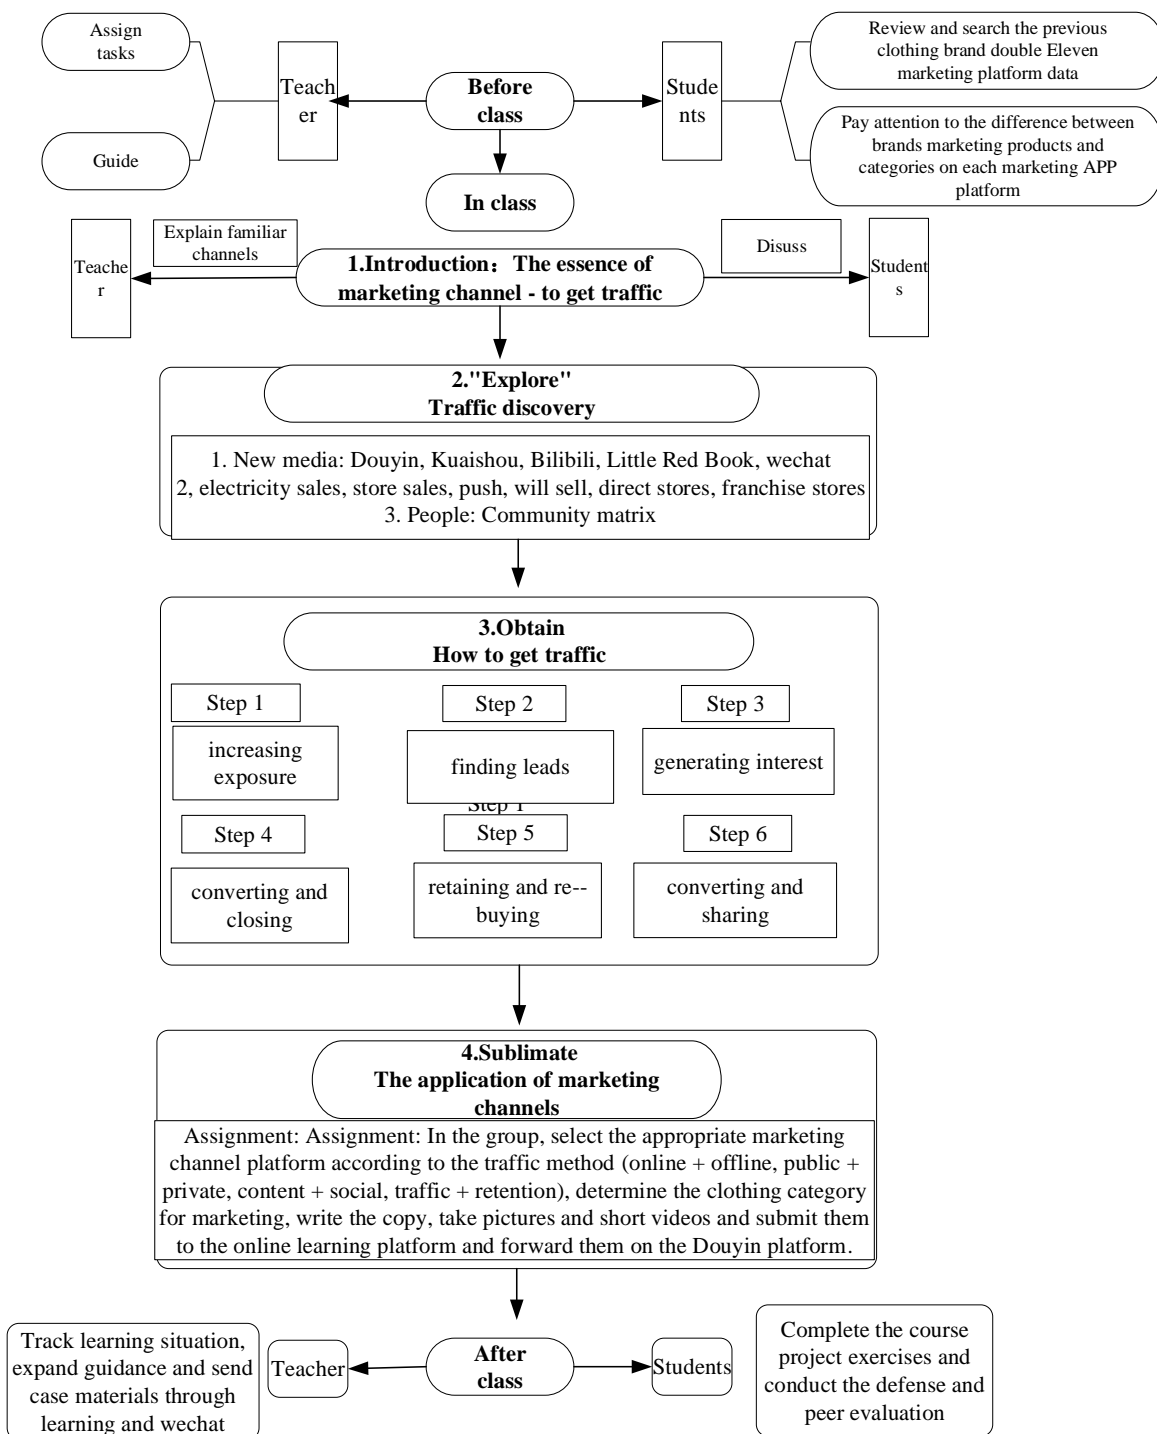 Assign
tasks
Guide
Teach
er
Before
class
Stude
nts
Review and search the previous
clothing brand double Eleven
marketing platform data
Pay attention to the difference between
brands marketing products and
categories on each marketing APP
platform
In class
Teache
r
Explain familiar
channels
1.Introduction：The essence of
marketing channel - to get traffic
Disuss
Student
s
2."Explore"
Traffic discovery
1. New media: Douyin, Kuaishou, Bilibili, Little Red Book, wechat
2, electricity sales, store sales, push, will sell, direct stores, franchise stores
3. People: Community matrix
3.Obtain
How to get traffic
Step 1
Step 2
Step 3
increasing
exposure
finding leads
generating interest
Step 1
Step 4
Step 5
Step 6
converting and
closing
retaining and re--
buying
converting and
sharing
4.Sublimate
The application of marketing
channels
Assignment: Assignment: In the group, select the appropriate marketing
channel platform according to the traffic method (online + offline, public +
private, content + social, traffic + retention), determine the clothing category
for marketing, write the copy, take pictures and short videos and submit them
to the online learning platform and forward them on the Douyin platform.
Track learning situation,
expand guidance and send
case materials through
learning and wechat
Teacher
After
class
Students
Complete the course
project exercises and
conduct the defense and
peer evaluation